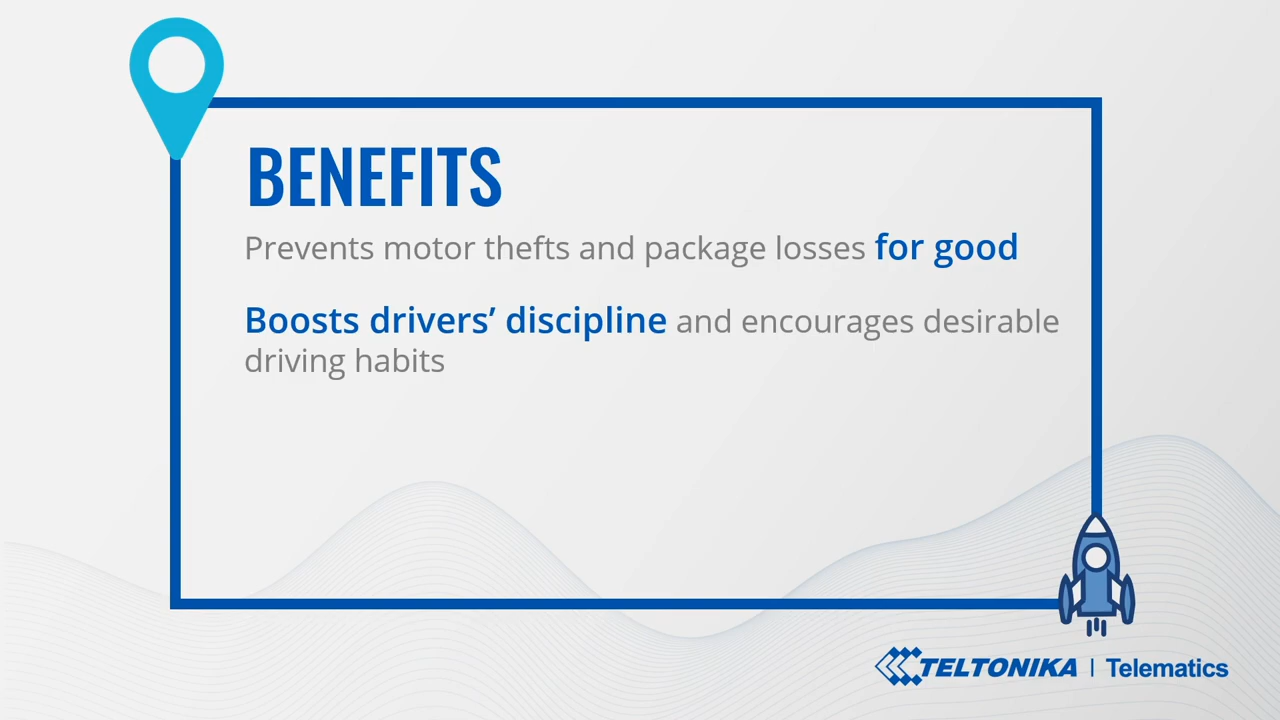 BENEFITS
Prevents motor thefts and package losses for good
Boosts drivers’ discipline and encourages desirable
driving habits
TELTONIKA | Telematics